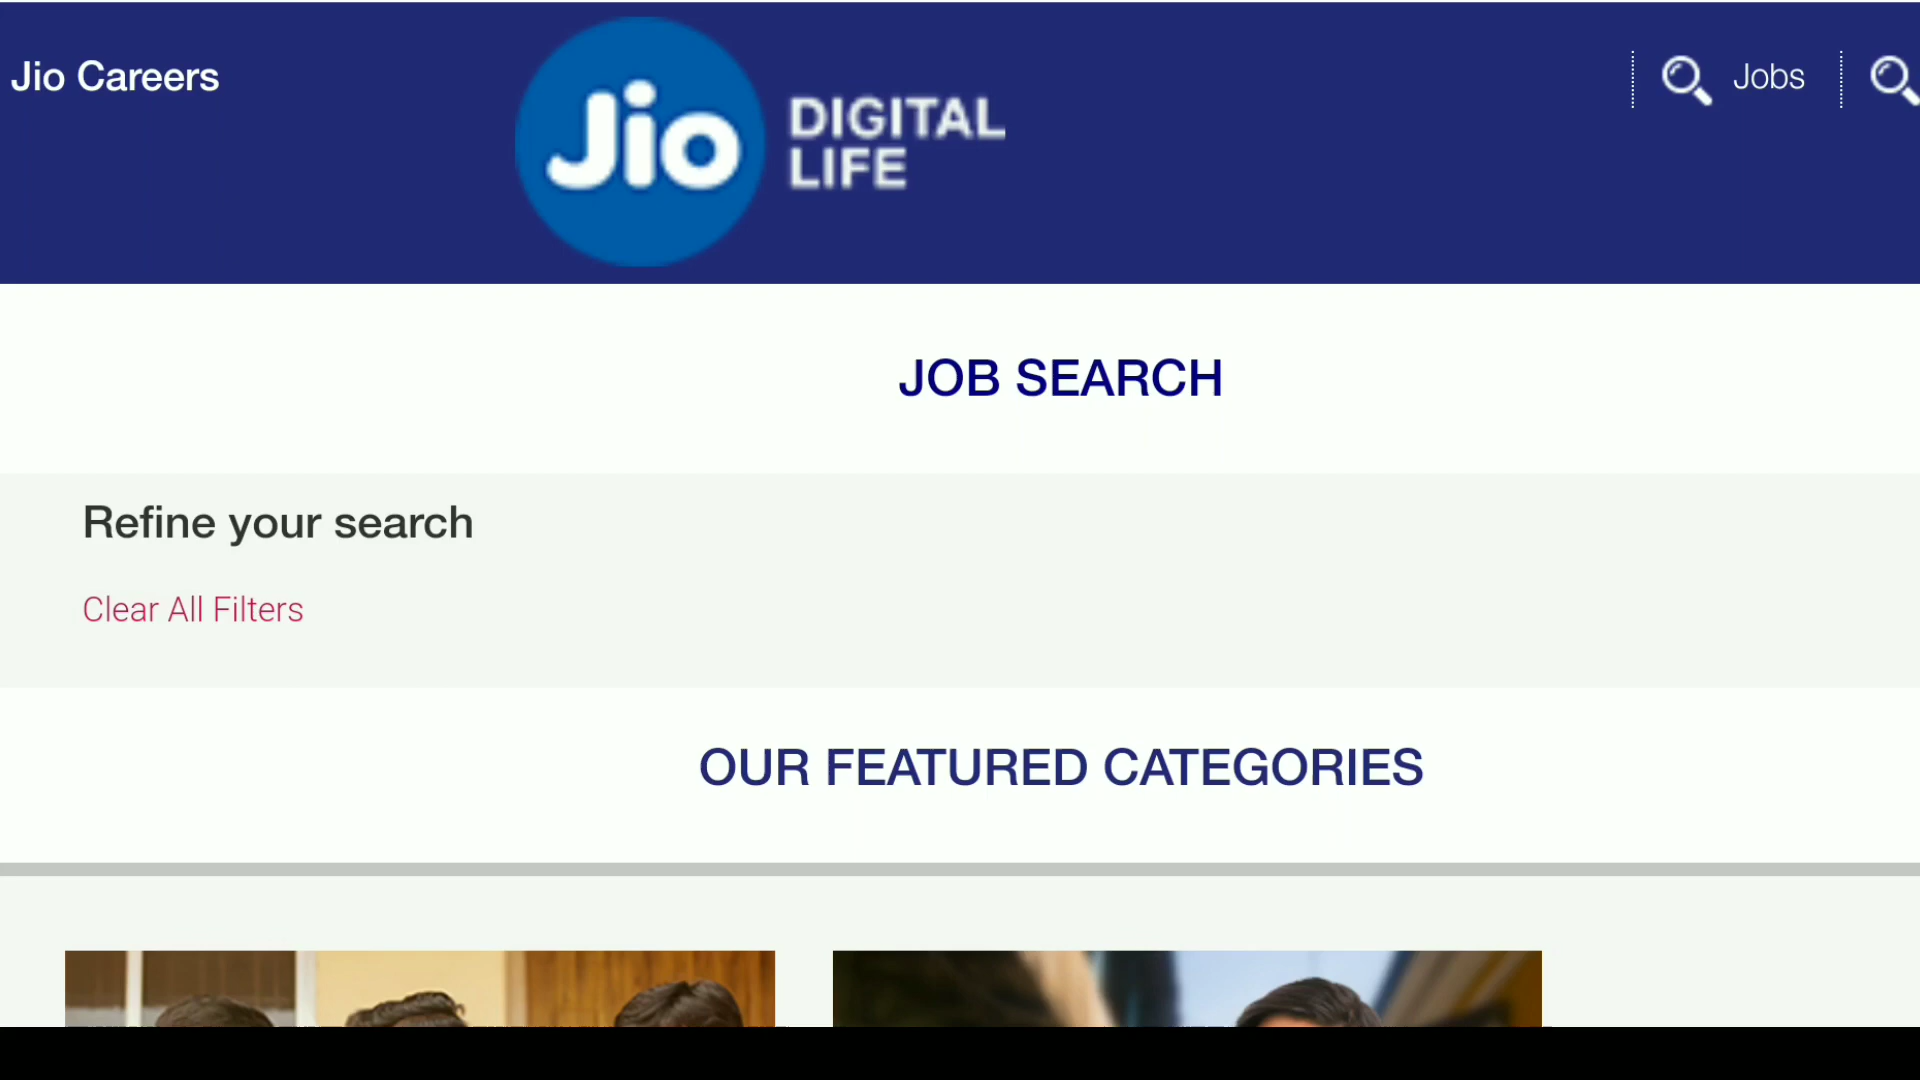 Jio Careers
Jio
DIGITAL
LIFE
Jobs
JOB SEARCH
Refine your search
Clear All Filters
OUR FEATURED CATEGORIES